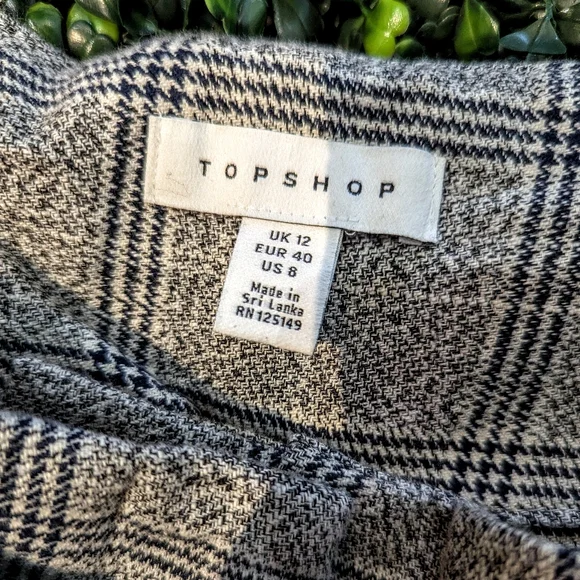 TOPSHOP
UK 12
EUR 40
US 8
Made in
Sri Lanka
RN125149